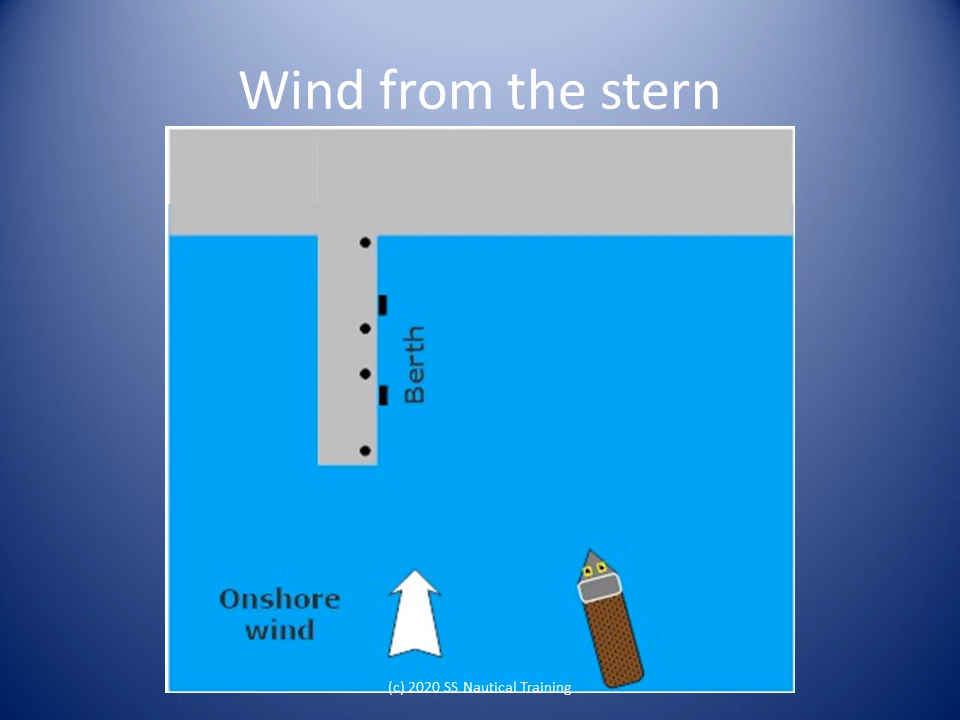 Wind from the stern
Berth
Onshore
wind
(c) 2020 SS Nautical Training